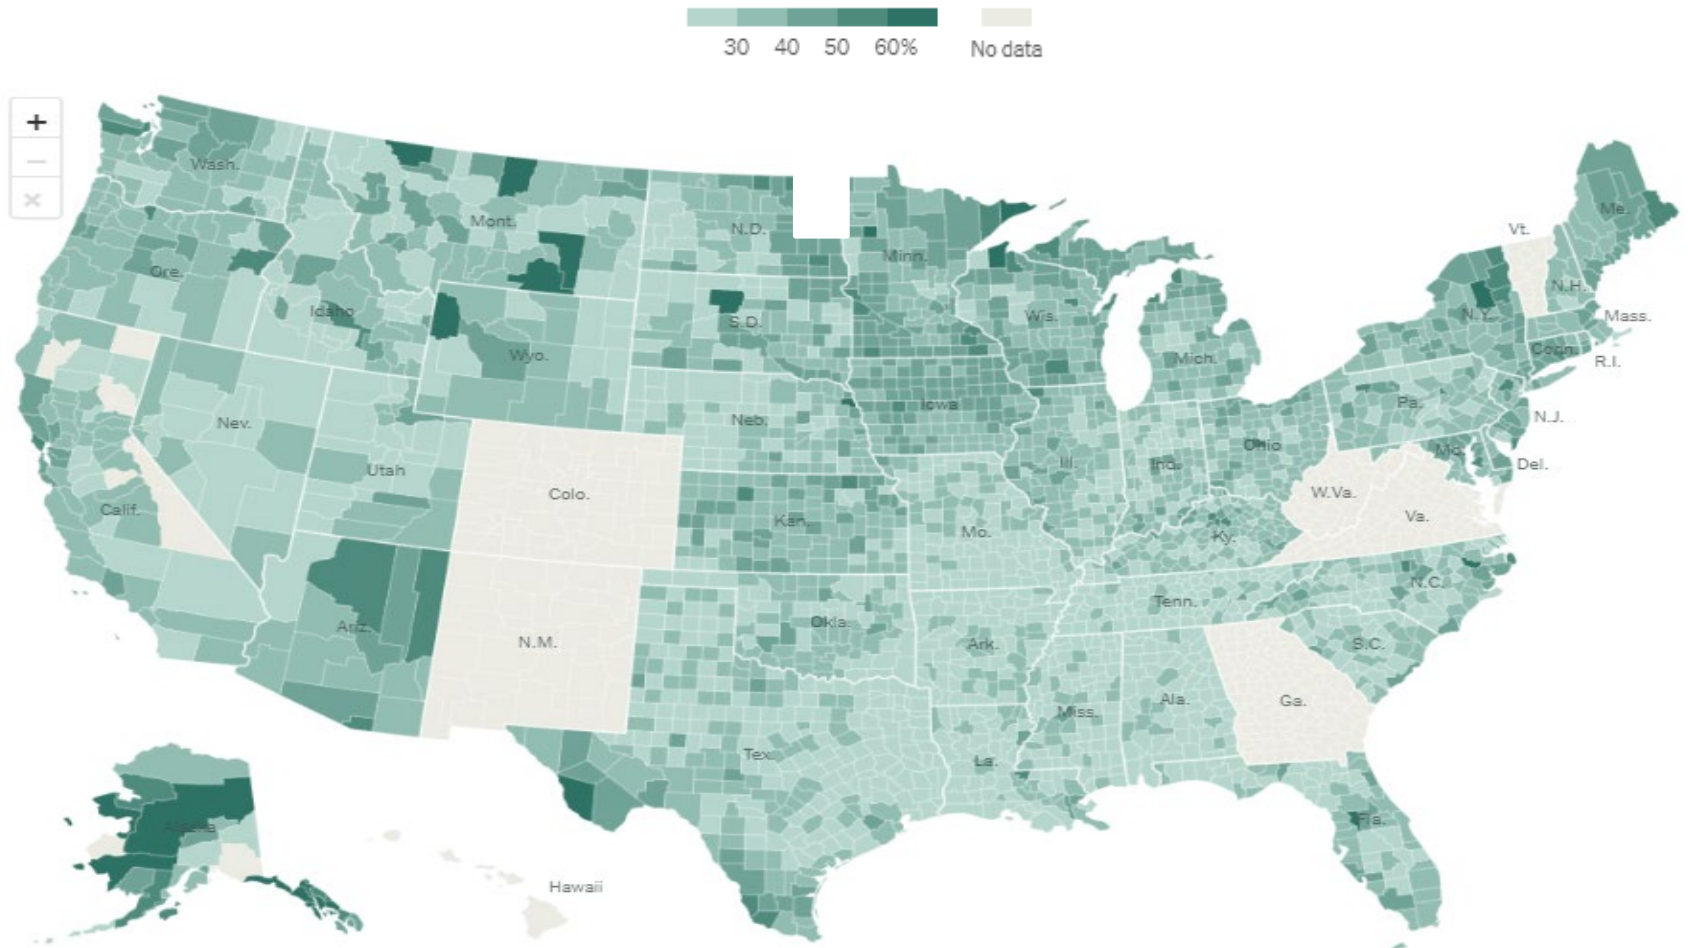 30 40 50 60% No data
+
−
×
Wash.
Mont.
N.D.
Minn.
Vt.
Me.
Ore.
Idaho
Wyo.
S.D.
Wis.
Mich.
N.Y.
N.H.
Mass.
Conn.
R.I.
Nev.
Utah
Neb.
Iowa
Ill.
Ind.
Ohio
Pa.
N.J.
Md.
Del.
Calif.
Colo.
Kan.
Mo.
Ky.
W.Va.
Va.
Ariz.
N.M.
Okla.
Ark.
Tenn.
N.C.
S.C.
Tex.
La.
Miss.
Ala.
Ga.
Fla.
Alaska
Hawaii